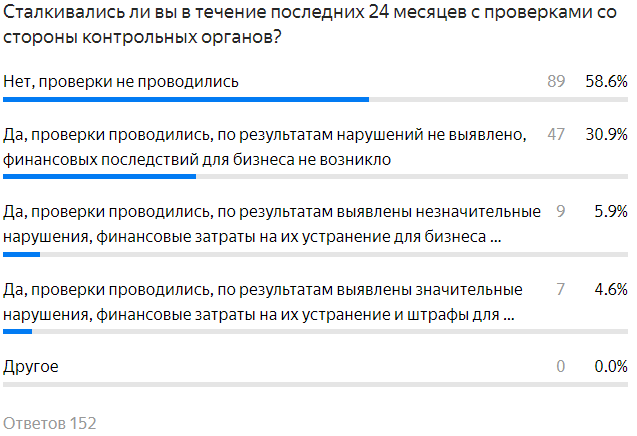 Сталкивались ли вы в течение последних 24 месяцев с проверками со
стороны контрольных органов?
Нет, проверки не проводились 89 58.6%
Да, проверки проводились, по результатам нарушений не выявлено, 47 30.9%
финансовых последствий для бизнеса не возникло
Да, проверки проводились, по результатам выявлены незначительные 9 5.9%
нарушения, финансовые затраты на их устранение для бизнеса ...
Да, проверки проводились, по результатам выявлены значительные 7 4.6%
нарушения, финансовые затраты на их устранение и штрафы для ...
Другое 0 0.0%
Ответов 152